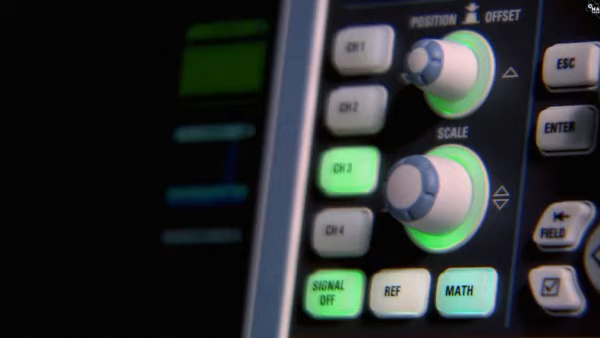 POSITION OFFSET
CH 1
ESC
CH 2
ENTER
SCALE
CH 3
CH 4
FIELD
SIGNAL
OFF
REF
MATH